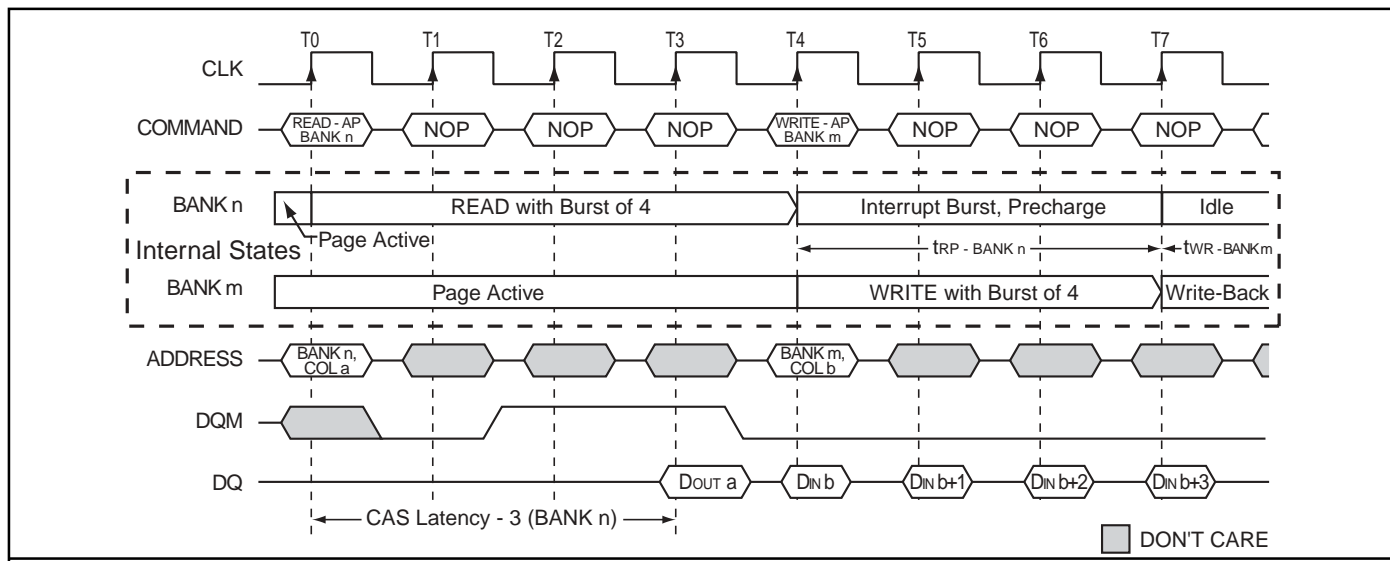 T0 T1 T2 T3 T4 T5 T6 T7
CLK
COMMAND READ - AP BANK n NOP NOP NOP WRITE - AP BANK m NOP NOP NOP
BANK n READ with Burst of 4 Interrupt Burst, Precharge Idle
Page Active tRP - BANK n tWR - BANK m
Internal States
BANK m Page Active WRITE with Burst of 4 Write-Back
ADDRESS BANK n, COL a BANK m, COL b
DQM
DQ DOUT a DIN b DIN b+1 DIN b+2 DIN b+3
CAS Latency - 3 (BANK n)
DON'T CARE